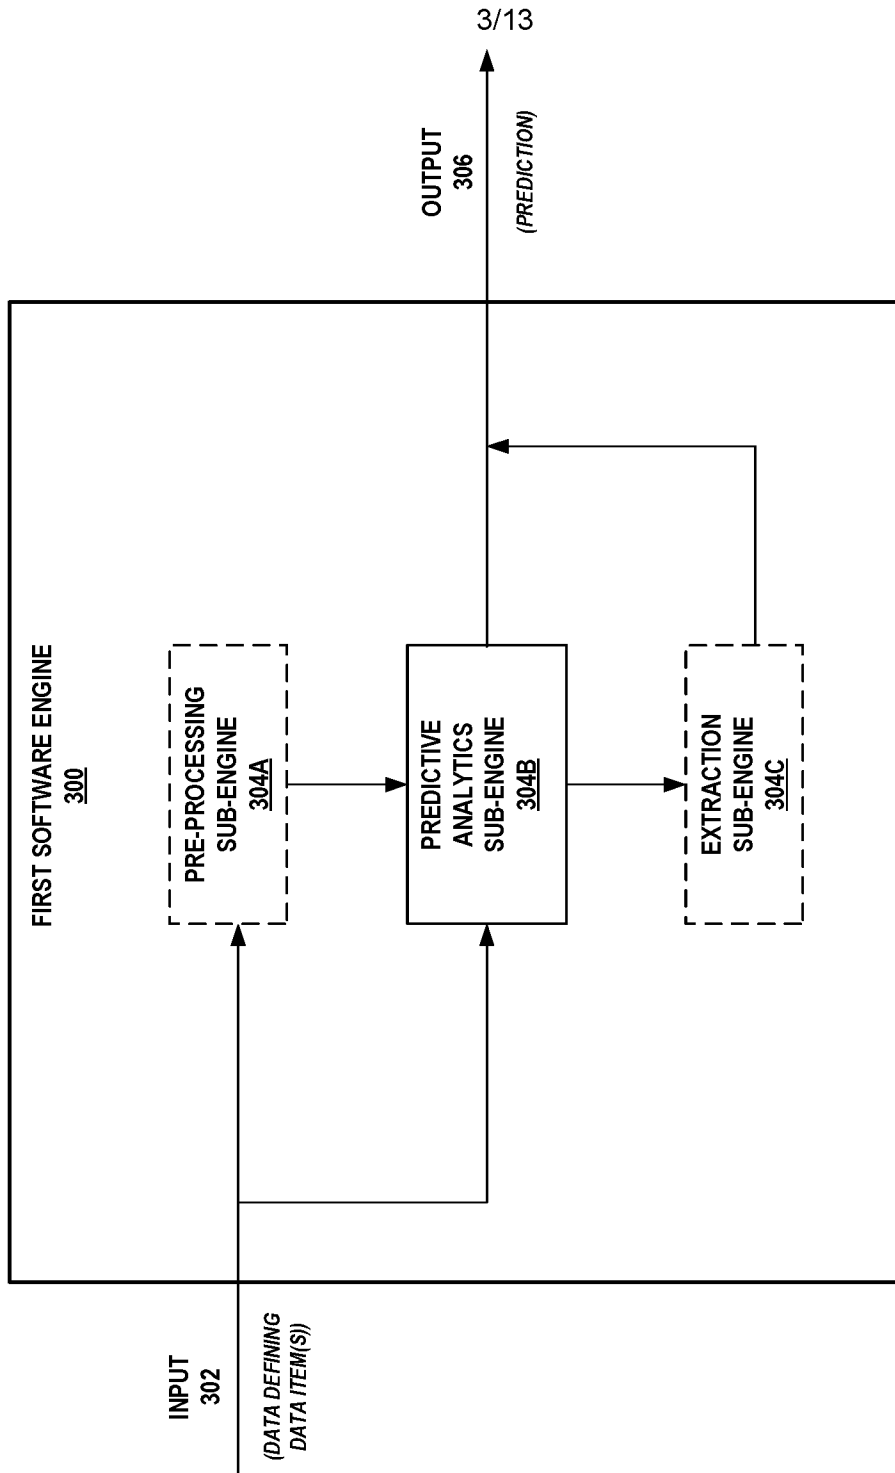 3/13
FIRST SOFTWARE ENGINE
300
INPUT
302
(DATA DEFINING
DATA ITEM(S))
PRE-PROCESSING
SUB-ENGINE
304A
PREDICTIVE
ANALYTICS
SUB-ENGINE
304B
EXTRACTION
SUB-ENGINE
304C
OUTPUT
306
(PREDICTION)